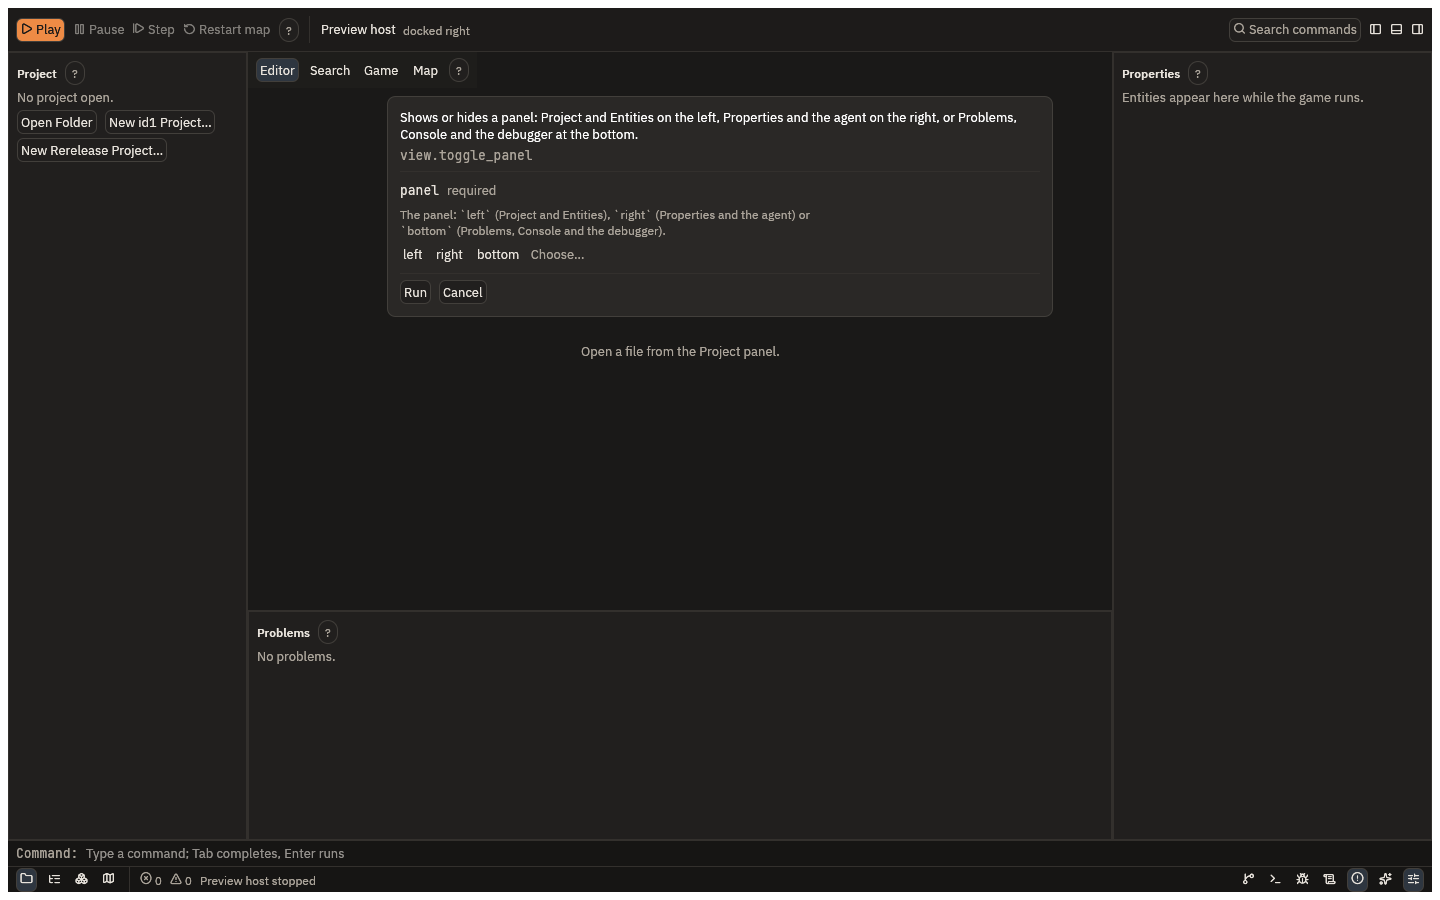 Play Pause Step Restart map ? Preview host docked right Search commands
Project ?
No project open.
Open Folder New id1 Project...
New Rerelease Project...
Editor Search Game Map ?
Shows or hides a panel: Project and Entities on the left, Properties and the agent on the right, or Problems,
Console and the debugger at the bottom.
view.toggle_panel
panel required
The panel: `left` (Project and Entities), `right` (Properties and the agent) or
`bottom` (Problems, Console and the debugger).
left right bottom Choose...
Run Cancel
Open a file from the Project panel.
Properties ?
Entities appear here while the game runs.
Problems ?
No problems.
Command: Type a command; Tab completes, Enter runs
0 0 Preview host stopped